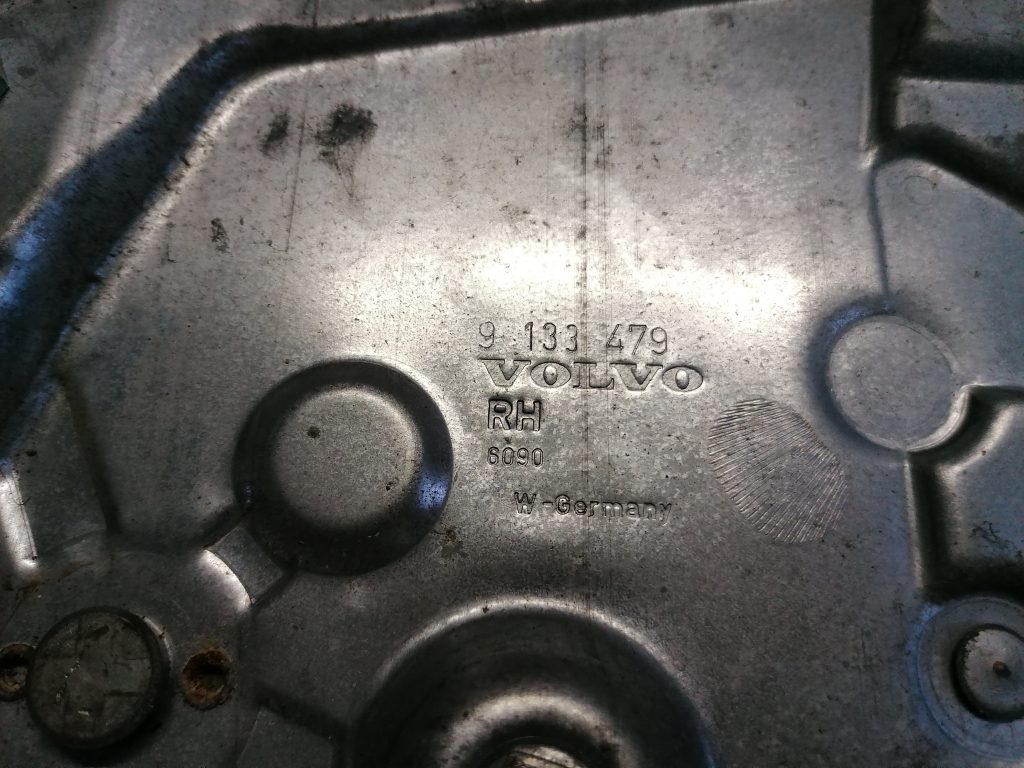 9 133 479
VOLVO
RH
6090
W-Germany